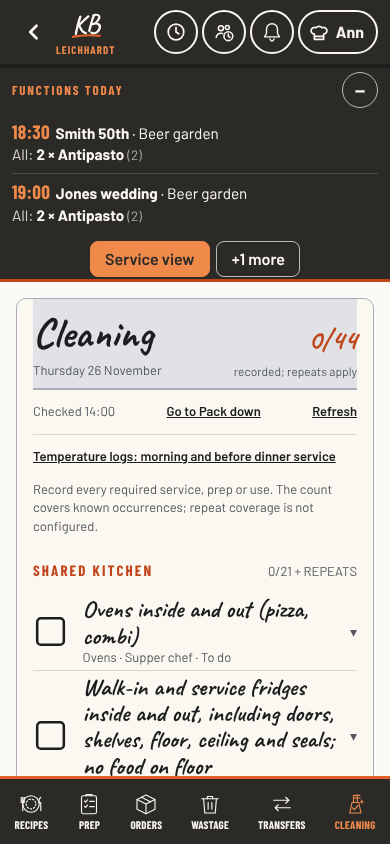 KB
LEICHHARDT
Ann
FUNCTIONS TODAY
18:30 Smith 50th · Beer garden
All: 2 × Antipasto (2)
19:00 Jones wedding · Beer garden
All: 2 × Antipasto (2)
Service view
+1 more
Cleaning 0/44
Thursday 26 November recorded; repeats apply
Checked 14:00 Go to Pack down Refresh
Temperature logs: morning and before dinner service
Record every required service, prep or use. The count
covers known occurrences; repeat coverage is not
configured.
SHARED KITCHEN 0/21 + REPEATS
Ovens inside and out (pizza,
combi)
Ovens · Supper chef · To do
Walk-in and service fridges
inside and out, including doors,
shelves, floor, ceiling and seals;
no food on floor
RECIPES PREP ORDERS WASTAGE TRANSFERS CLEANING